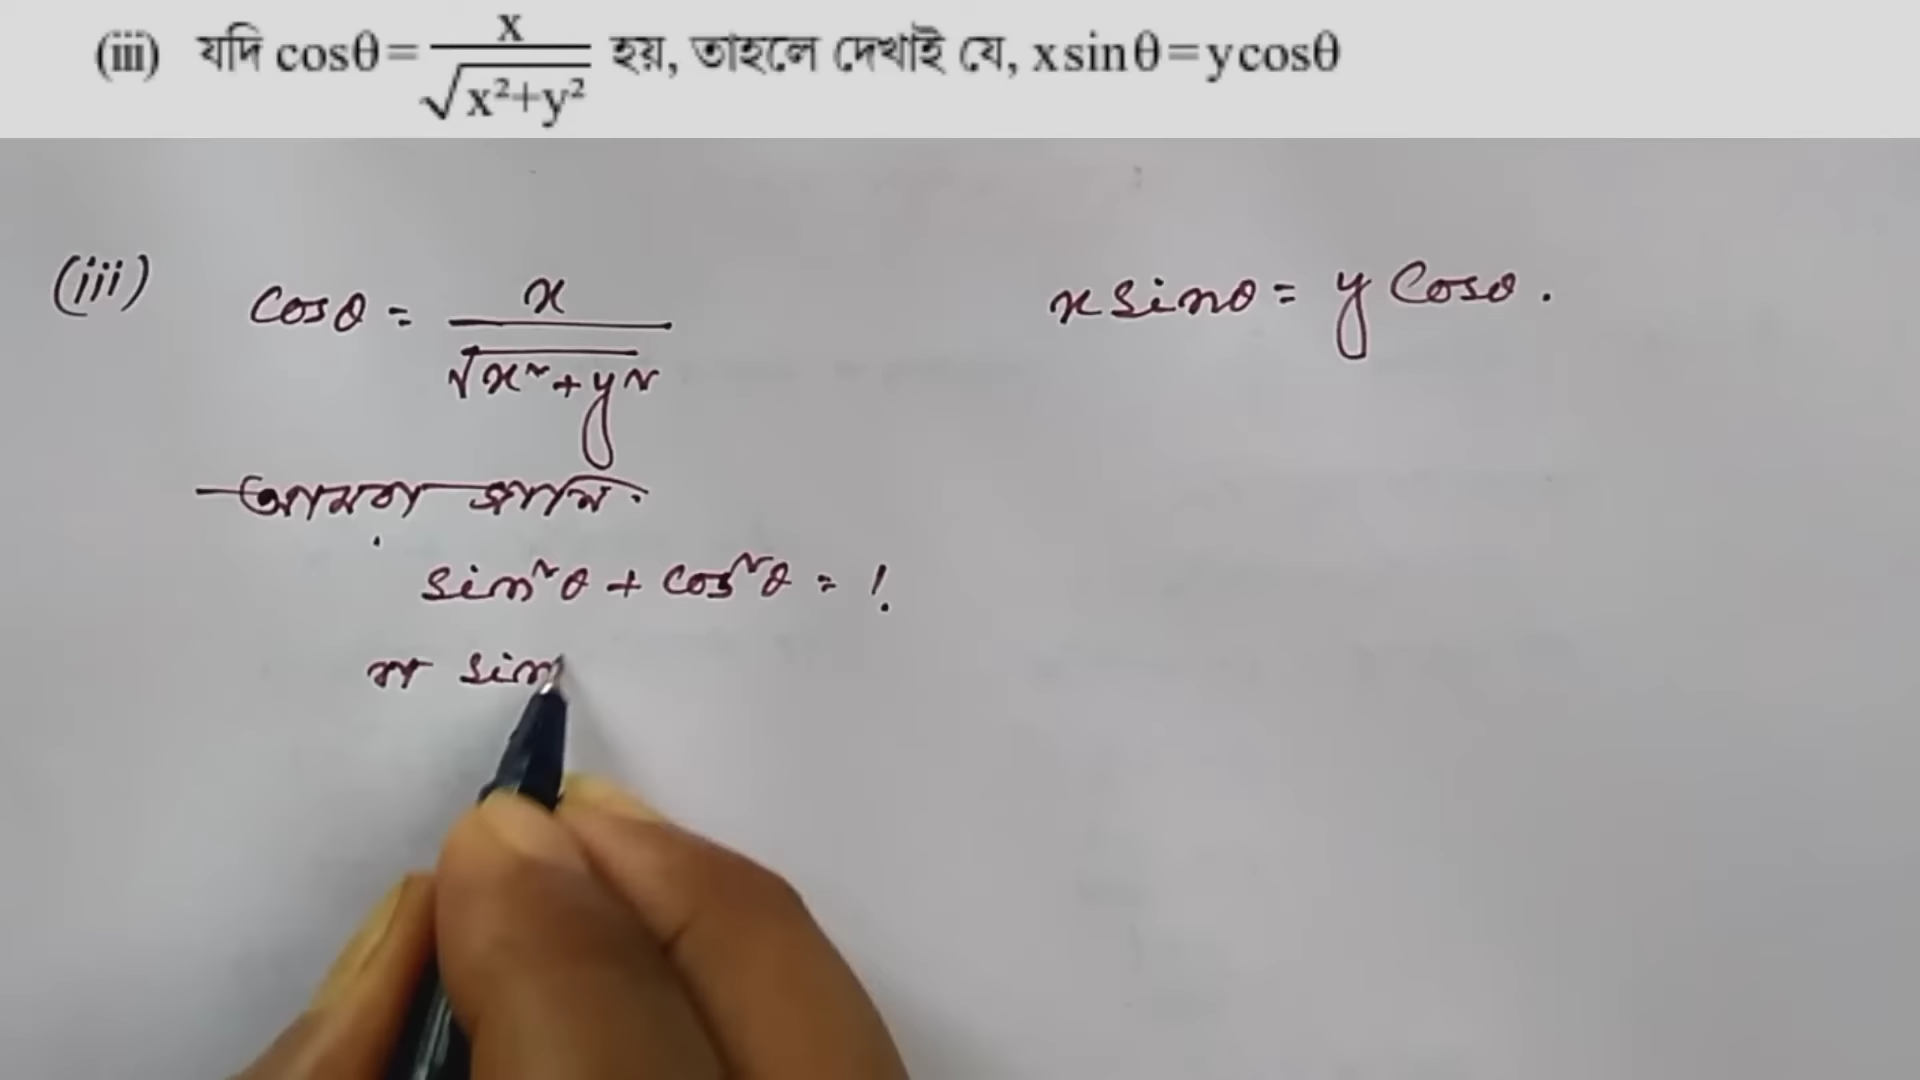 (iii) যদি cosθ = x/√x²+y² হয়, তাহলে দেখাই যে, x sinθ = y cosθ
(iii) cosθ = x/√x²+y² x sinθ = y cosθ.
আমরা জানি.
sin²θ + cos²θ = 1.
বা sin